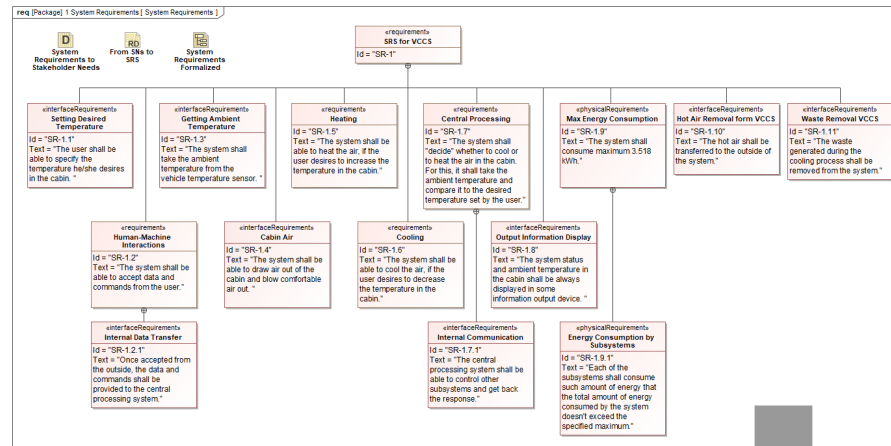 req [Package] 1 System Requirements [ System Requirements ]
D
System
Requirements to
Stakeholder Needs
RD
From SNs to
SRS
System
Requirements
Formalized
«requirement»
SRS for VCCS
Id = "SR-1"
«interfaceRequirement»
Setting Desired
Temperature
Id = "SR-1.1"
Text = "The user shall be
able to specify the
temperature he/she desires
in the cabin. "
«interfaceRequirement»
Getting Ambient
Temperature
Id = "SR-1.3"
Text = "The system shall
take the ambient
temperature from the
vehicle temperature sensor. "
«requirement»
Heating
Id = "SR-1.5"
Text = "The system shall be
able to heat the air, if the
user desires to increase the
temperature in the cabin."
«requirement»
Central Processing
Id = "SR-1.7"
Text = "The system shall
"decide" whether to cool or
to heat the air in the cabin.
For this, it shall take the
ambient temperature and
compare it to the desired
temperature set by the user."
«physicalRequirement»
Max Energy Consumption
Id = "SR-1.9"
Text = "The system shall
consume maximum 3.518
kWh.
«interfaceRequirement»
Hot Air Removal form VCCS
Id = "SR-1.10"
Text = "The hot air shall be
transferred to the outside of
the system."
«interfaceRequirement»
Waste Removal VCCS
Id = "SR-1.11"
Text = "The waste
generated during the
cooling process shall be
removed from the system."
«requirement»
Human-Machine
Interactions
Id = "SR-1.2"
Text = "The system shall be
able to accept data and
commands from the user."
«interfaceRequirement»
Cabin Air
Id = "SR-1.4"
Text = "The system shall be
able to draw air out of the
cabin and blow comfortable
air out. "
«requirement»
Cooling
Id = "SR-1.6"
Text = "The system shall be
able to cool the air, if the
user desires to decrease
the temperature in the
cabin."
«interfaceRequirement»
Output Information Display
Id = "SR-1.8"
Text = "The system status
and ambient temperature in
the cabin shall be always
displayed in some
information output device. "
«interfaceRequirement»
Internal Data Transfer
Id = "SR-1.2.1"
Text = "Once accepted from
the outside, the data and
commands shall be
provided to the central
processing system."
«interfaceRequirement»
Internal Communication
Id = "SR-1.7.1"
Text = "The central
processing system shall be
able to control other
subsystems and get back
the response."
«physicalRequirement»
Energy Consumption by
Subsystems
Id = "SR-1.9.1"
Text = "Each of the
subsystems shall consume
such amount of energy that
the total amount of energy
consumed by the system
doesn't exceed the
specified maximum."